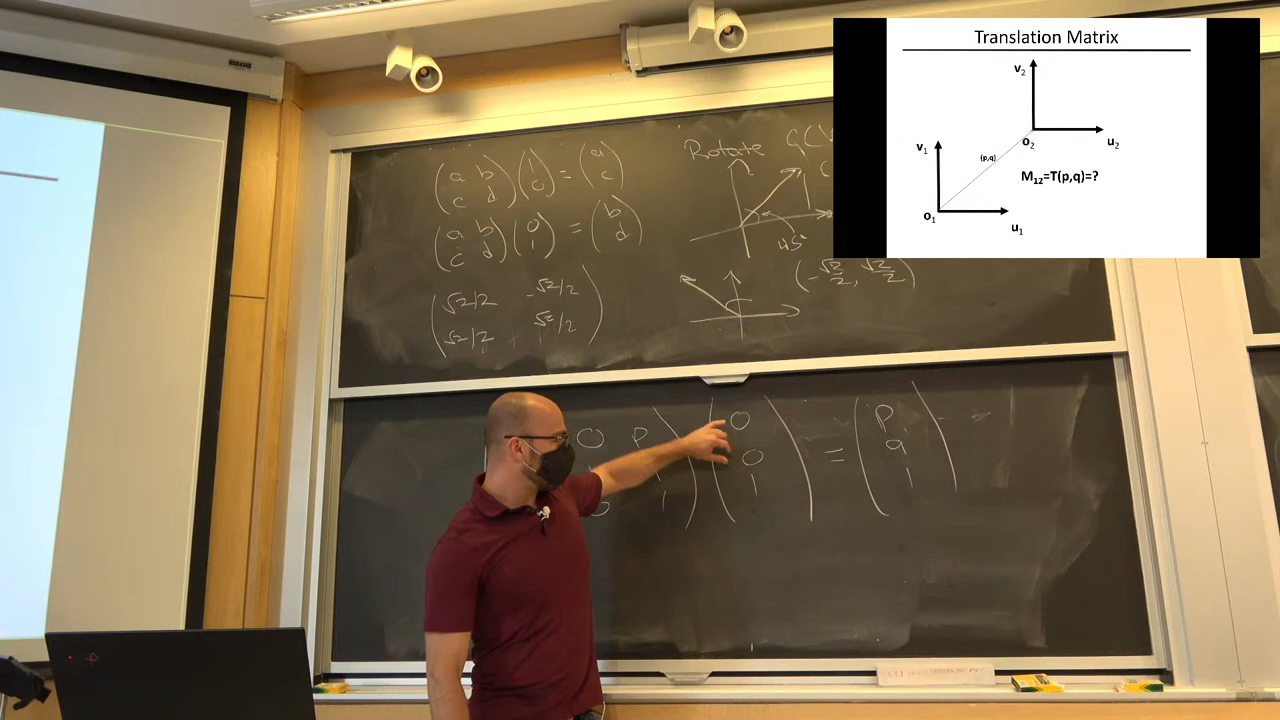 Translation Matrix
v2
v1
o2
u2
(p,q)
M12=T(p,q)=?
o1
u1
Rotate
(a b
c d)(1
0)=(a
c)
(a b
c d)(0
1)=(b
d)
(√2/2 -√2/2
√2/2 √2/2)
45°
(-√2/2, √2/2)
0 p
1
(0
0
1)
=
(p
q
1)